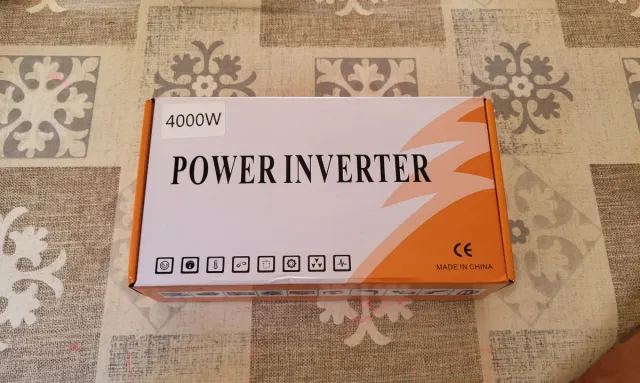 4000W
POWER INVERTER
CE
MADE IN CHINA